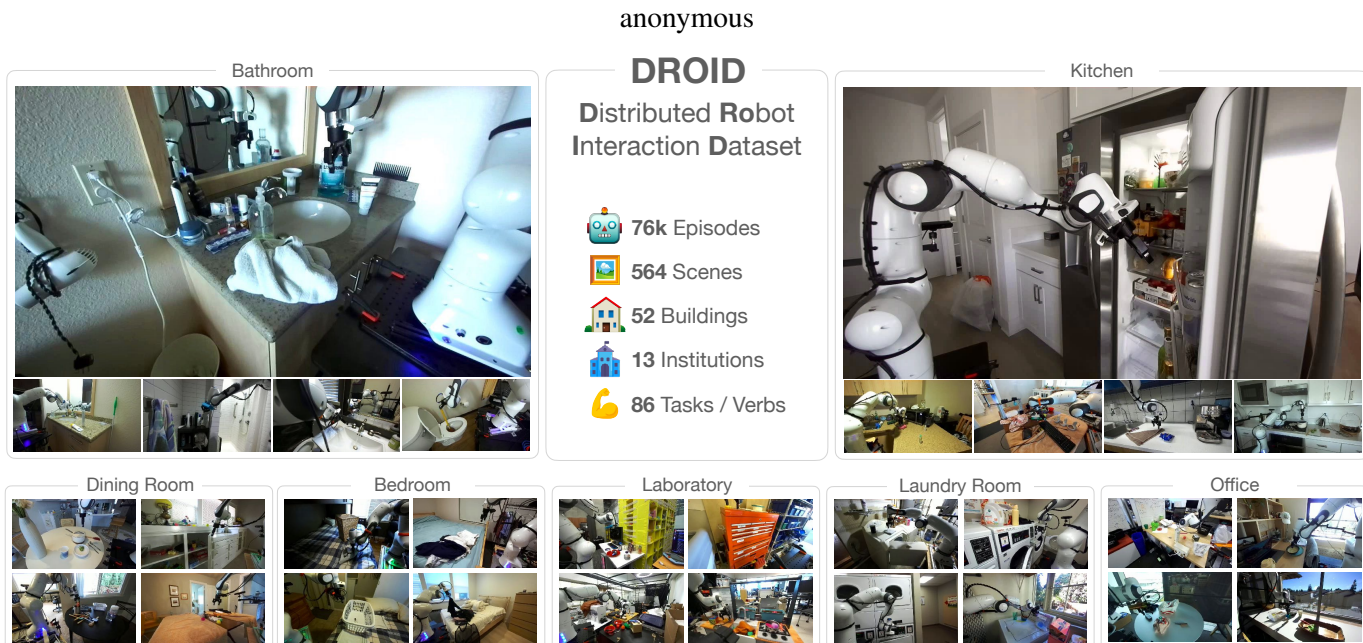 anonymous
Bathroom
DROID
Distributed Robot
Interaction Dataset
76k Episodes
564 Scenes
52 Buildings
13 Institutions
86 Tasks / Verbs
Kitchen
Dining Room
Bedroom
Laboratory
Laundry Room
Office